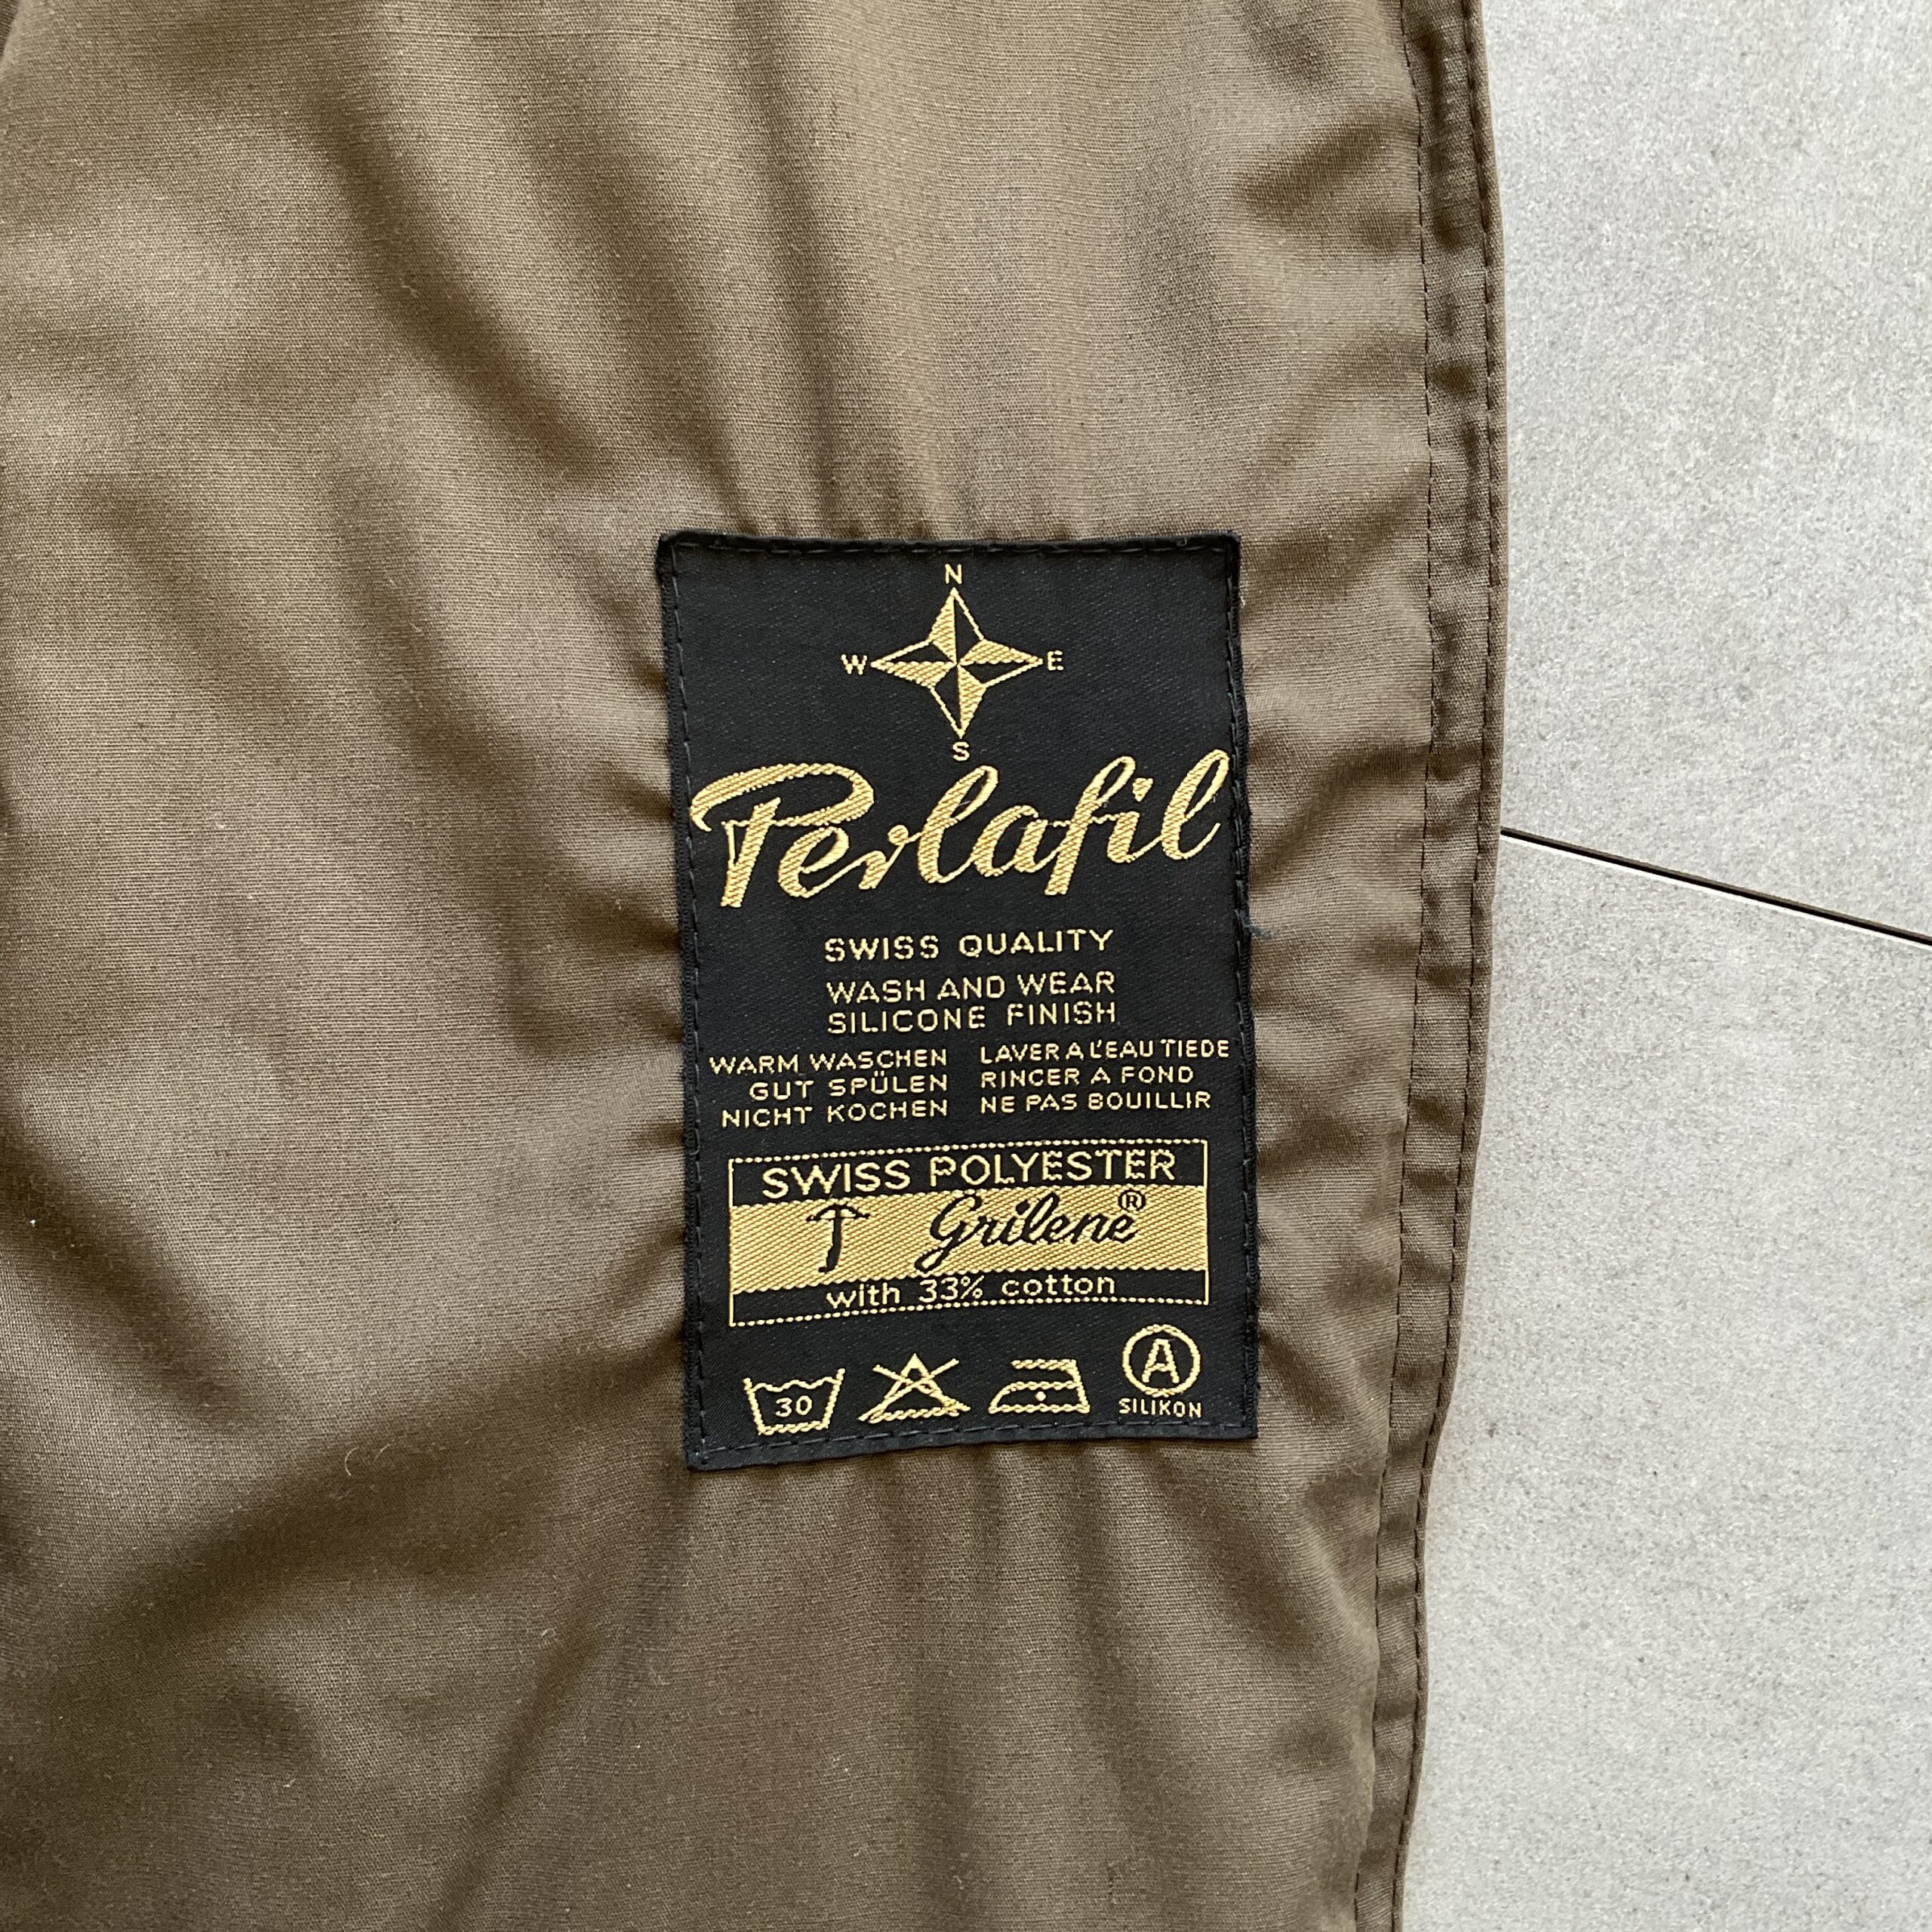 N
W E
S
Perlafil
SWISS QUALITY
WASH AND WEAR
SILICONE FINISH
WARM WASCHEN
GUT SPÜLEN
NICHT KOCHEN
LAVER A L'EAU TIEDE
RINCER A FOND
NE PAS BOUILLIR
SWISS POLYESTER
Grilene®
with 33% cotton
30
A
SILIKON